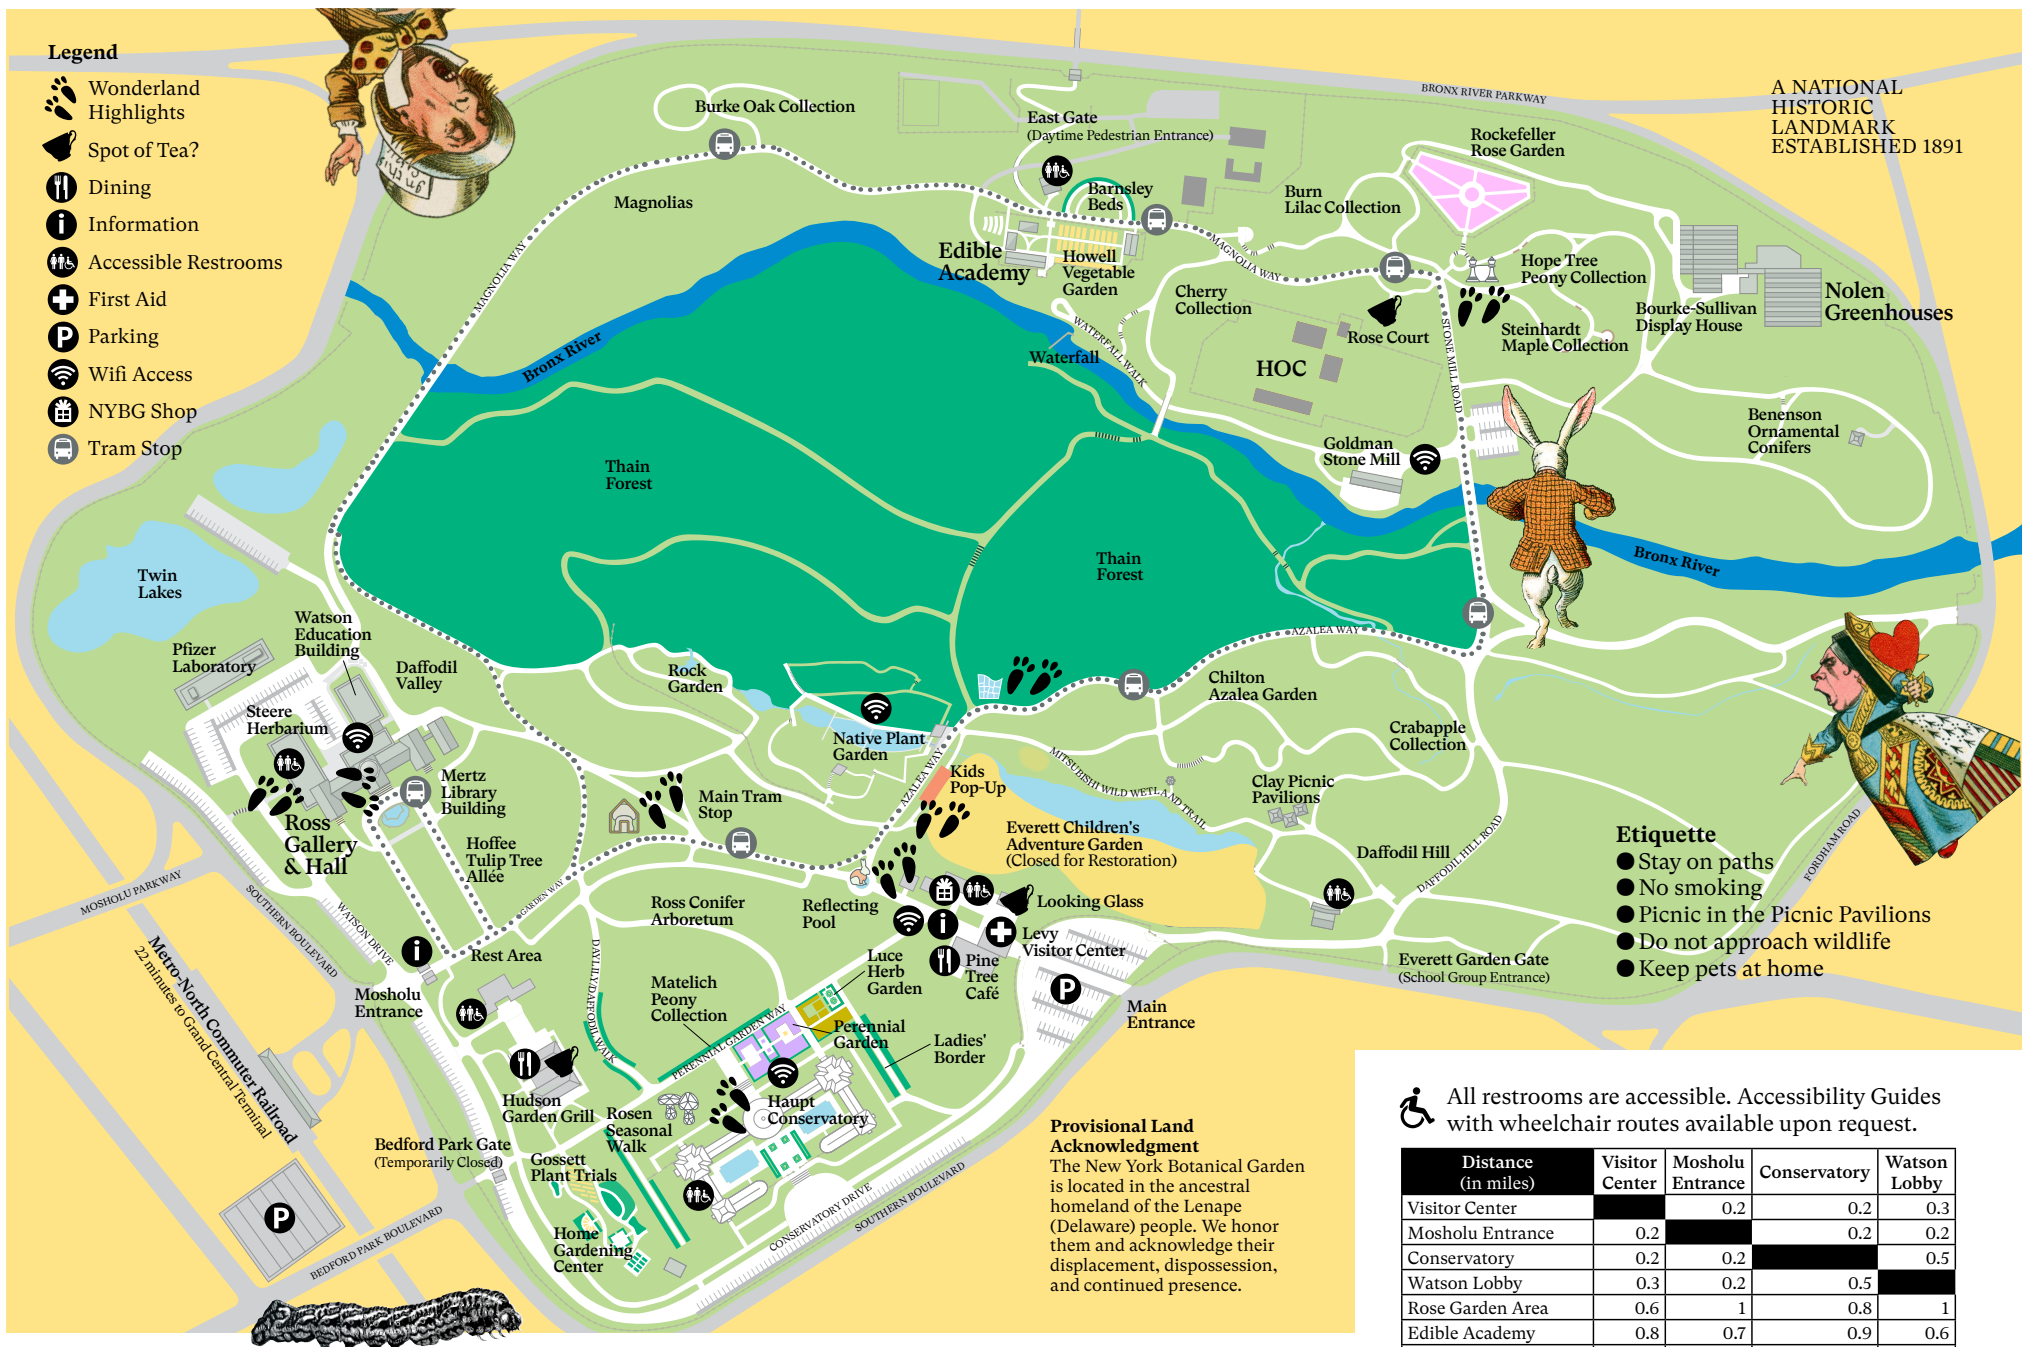 Legend
Wonderland
Highlights
Spot of Tea?
Dining
Information
Accessible Restrooms
First Aid
Parking
Wifi Access
NYBG Shop
Tram Stop
A NATIONAL
HISTORIC
LANDMARK
ESTABLISHED 1891
BRONX RIVER PARKWAY
Burke Oak Collection
East Gate
(Daytime Pedestrian Entrance)
Rockefeller
Rose Garden
Magnolias
MAGNOLIA WAY
Barnsley
Beds
Burn
Lilac Collection
Edible
Academy
Howell
Vegetable
Garden
MAGNOLIA WAY
Cherry
Collection
Hope Tree
Peony Collection
Bourke-Sullivan
Display House
Nolen
Greenhouses
Rose Court
Steinhardt
Maple Collection
STONE MILL ROAD
Bronx River
Waterfall
WATERFALL WALK
HOC
Benenson
Ornamental
Conifers
Goldman
Stone Mill
Thain
Forest
Thain
Forest
Bronx River
Twin
Lakes
Watson
Education
Building
Pfizer
Laboratory
Daffodil
Valley
AZALEA WAY
Rock
Garden
Chilton
Azalea Garden
Steere
Herbarium
Native Plant
Garden
AZALEA WAY
Crabapple
Collection
MITSUBISHI WILD WETLAND TRAIL
Mertz
Library
Building
Main Tram
Stop
Kids
Pop-Up
Clay Picnic
Pavilions
Ross
Gallery
& Hall
Hoffee
Tulip Tree
Allée
Everett Children's
Adventure Garden
(Closed for Restoration)
Daffodil Hill
DAFFODIL HILL ROAD
FORDHAM ROAD
Etiquette
Stay on paths
No smoking
Picnic in the Picnic Pavilions
Do not approach wildlife
Keep pets at home
MOSHOLU PARKWAY
SOUTHERN BOULEVARD
WATSON DRIVE
GARDEN WAY
Ross Conifer
Arboretum
Reflecting
Pool
Looking Glass
Levy
Visitor Center
Pine
Tree
Café
Rest Area
DAYLILY/DAFFODIL WALK
Luce
Herb
Garden
Everett Garden Gate
(School Group Entrance)
Metro-North Commuter Railroad
22 minutes to Grand Central Terminal
Mosholu
Entrance
Matelich
Peony
Collection
PERENNIAL GARDEN WAY
Perennial
Garden
Ladies'
Border
Main
Entrance
Hudson
Garden Grill
Rosen
Seasonal
Walk
Haupt
Conservatory
Bedford Park Gate
(Temporarily Closed)
Gossett
Plant Trials
Home
Gardening
Center
CONSERVATORY DRIVE
SOUTHERN BOULEVARD
BEDFORD PARK BOULEVARD
Provisional Land
Acknowledgment
The New York Botanical Garden
is located in the ancestral
homeland of the Lenape
(Delaware) people. We honor
them and acknowledge their
displacement, dispossession,
and continued presence.
All restrooms are accessible. Accessibility Guides
with wheelchair routes available upon request.
Distance (in miles) Visitor Center Mosholu Entrance Conservatory Watson Lobby
Visitor Center 0.2 0.2 0.3
Mosholu Entrance 0.2 0.2 0.2
Conservatory 0.2 0.2 0.5
Watson Lobby 0.3 0.2 0.5
Rose Garden Area 0.6 1 0.8 1
Edible Academy 0.8 0.7 0.9 0.6